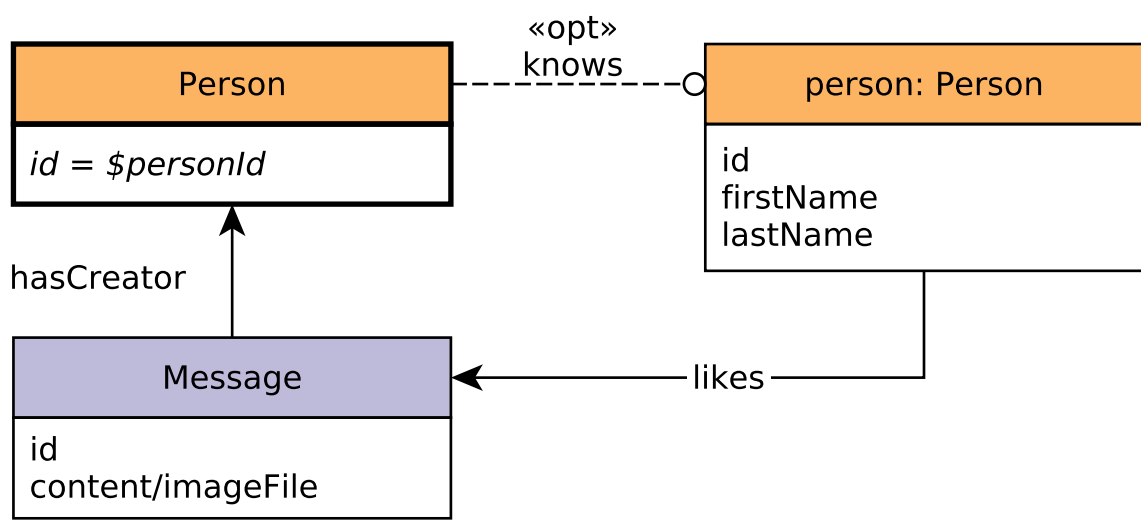 «opt»
knows
Person
person: Person
id = $personId
id
firstName
lastName
hasCreator
Message
likes
id
content/imageFile